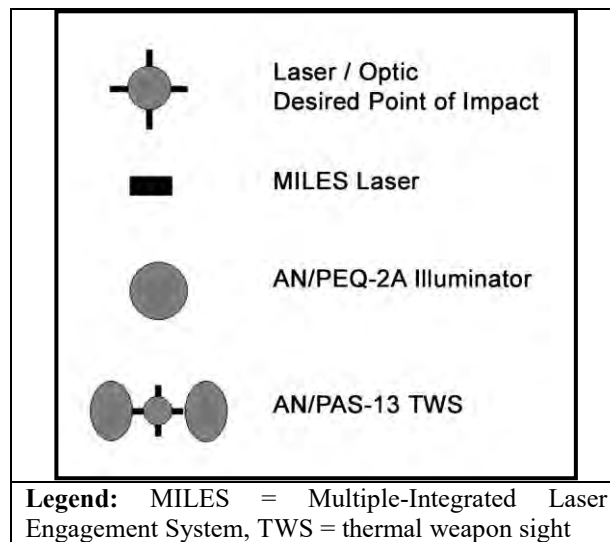 Laser / Optic
Desired Point of Impact
MILES Laser
AN/PEQ-2A Illuminator
AN/PAS-13 TWS
Legend: MILES = Multiple-Integrated Laser
Engagement System, TWS = thermal weapon sight